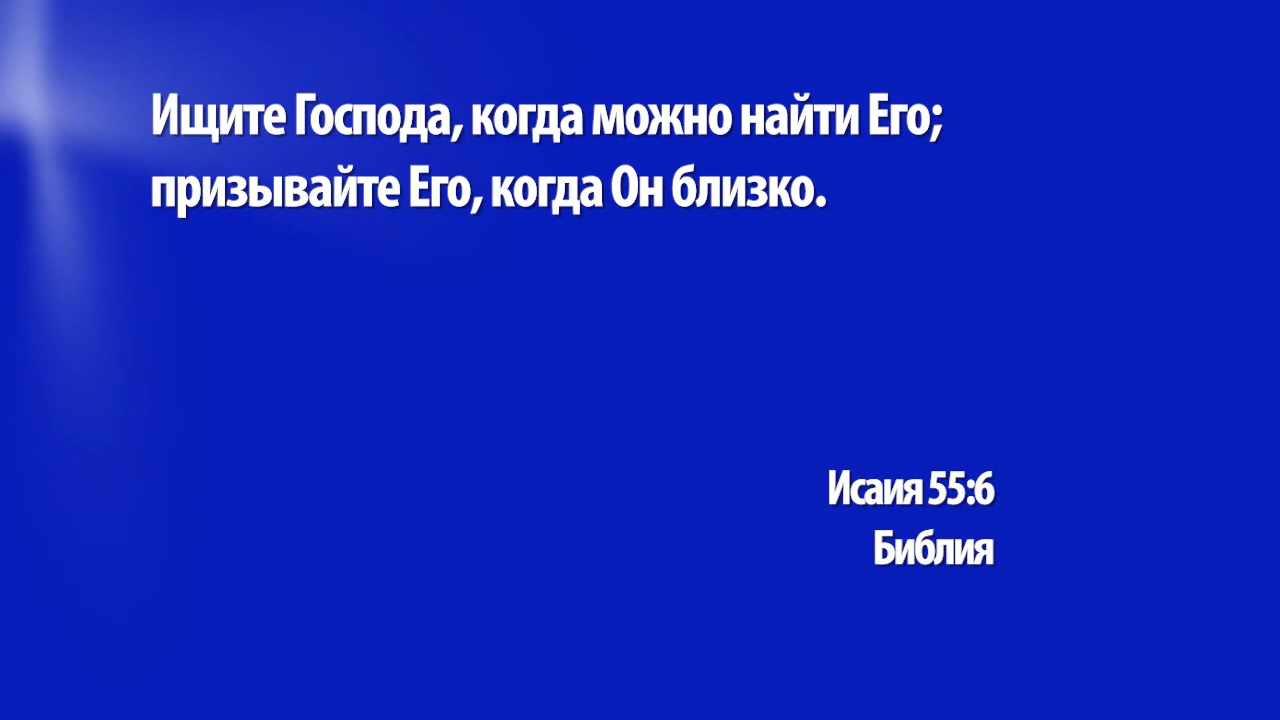 Ищите Господа, когда можно найти Его;
призывайте Его, когда Он близко.
Исаия 55:6
Библия